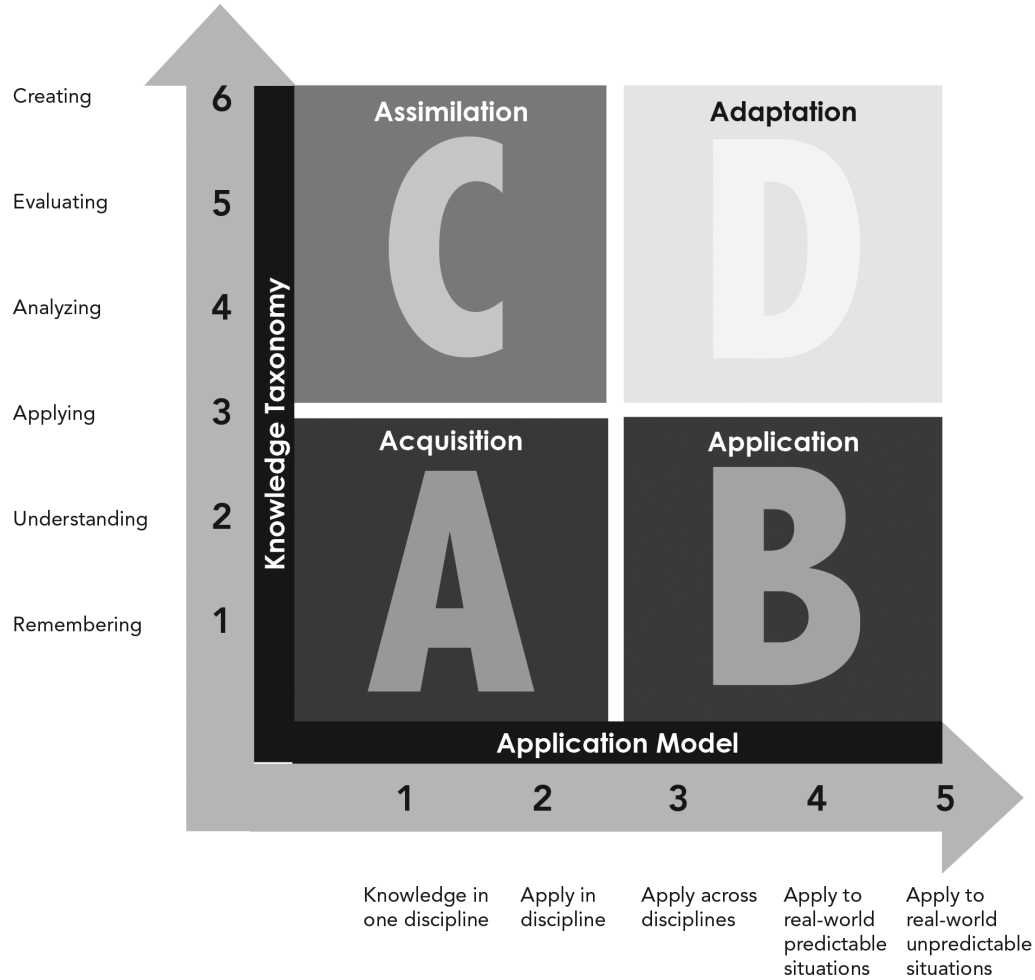 Creating
6
Assimilation
Adaptation
C
D
Evaluating
5
Analyzing
4
Knowledge Taxonomy
Applying
3
Acquisition
Application
A
B
Understanding
2
Remembering
1
Application Model
1
2
3
4
5
Knowledge in
one discipline
Apply in
discipline
Apply across
disciplines
Apply to
real-world
predictable
situations
Apply to
real-world
unpredictable
situations